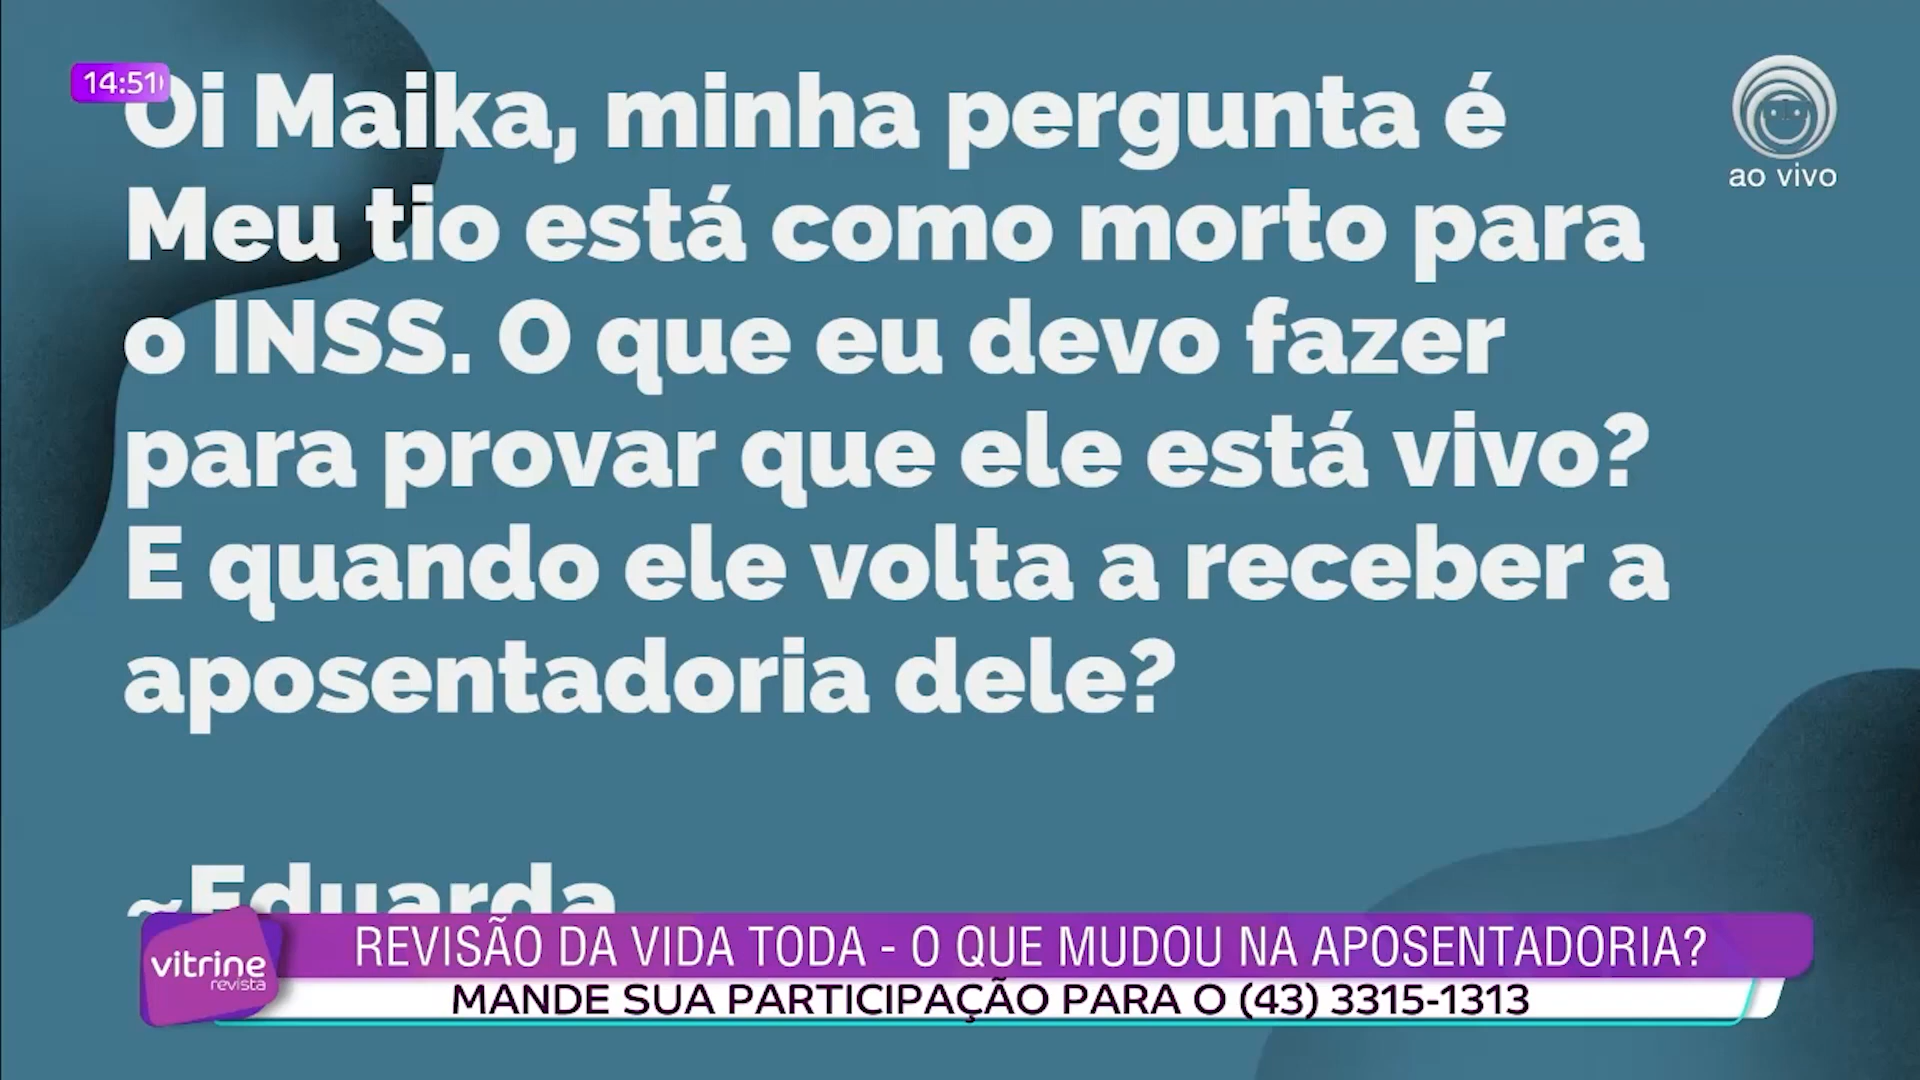 14:51
Oi Maika, minha pergunta é
Meu tio está como morto para
o INSS. O que eu devo fazer
para provar que ele está vivo?
E quando ele volta a receber a
aposentadoria dele?
~Eduarda
ao vivo
vitrine
revista
REVISÃO DA VIDA TODA - O QUE MUDOU NA APOSENTADORIA?
MANDE SUA PARTICIPAÇÃO PARA O (43) 3315-1313